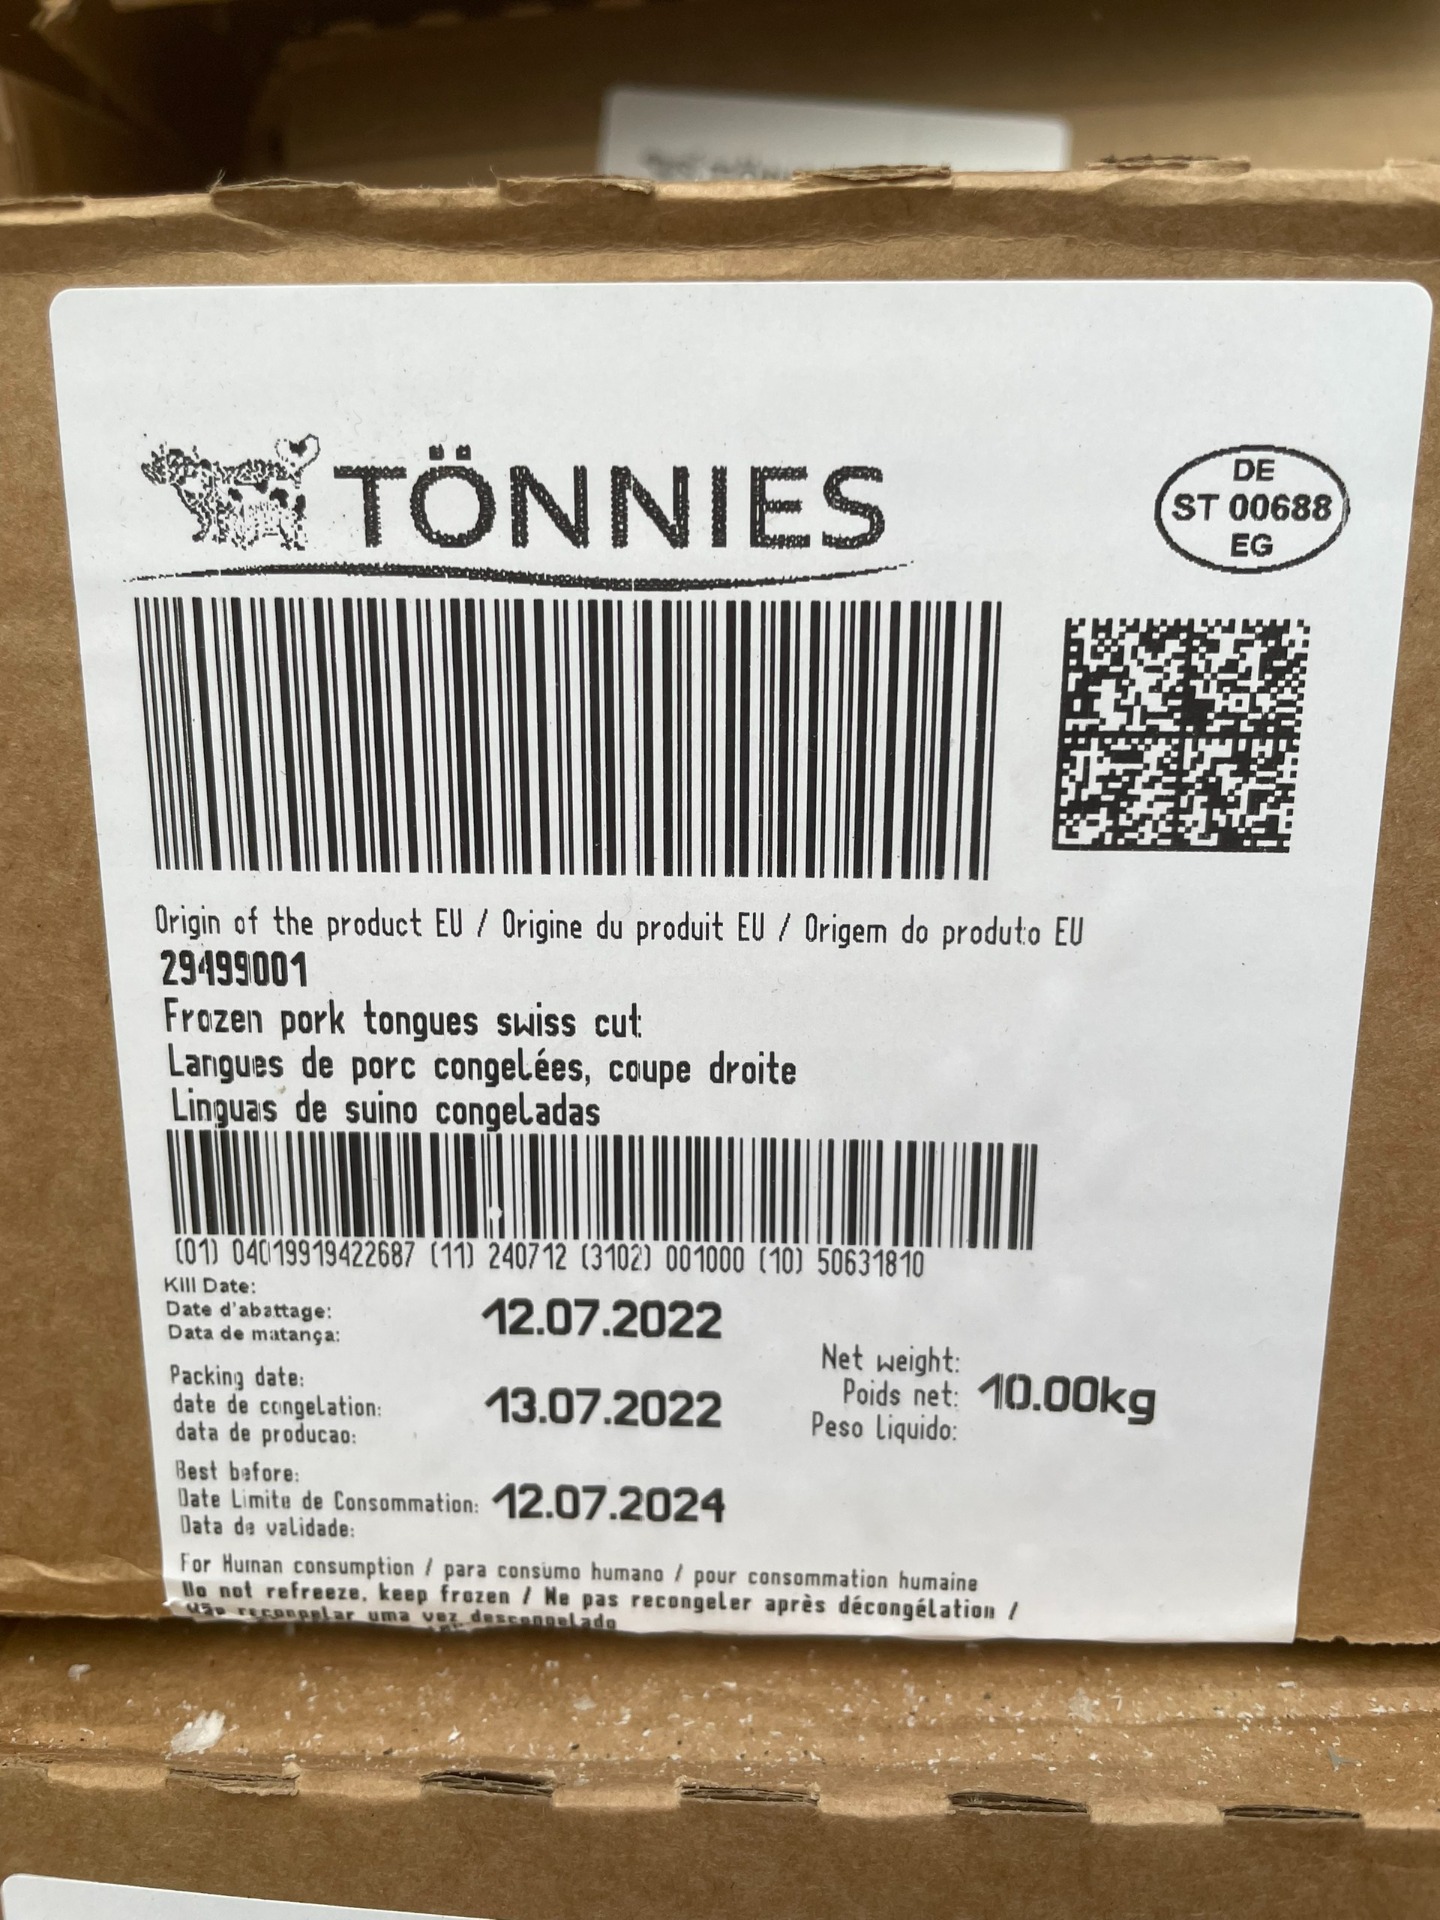 TÖNNIES
DE
ST 00688
EG
Origin of the product EU / Origine du produit EU / Origem do produto EU
29499001
Frozen pork tongues swiss cut
Langues de porc congelées, coupe droite
Linguas de suino congeladas
(01) 04019919422687 (11) 240712 (3102) 001000 (10) 50631810
Kill Date:
Date d'abattage:
Data de matança:
12.07.2022
Packing date:
date de congelation:
data de producao:
13.07.2022
Net weight:
Poids net:
Peso liquido:
10.00kg
Best before:
Date Limite de Consommation:
Data de validade:
12.07.2024
For Human consumption / para consumo humano / pour consommation humaine
Do not refreeze, keep frozen / Ne pas recongeler après décongélation /
Não recongelar uma vez descongelado